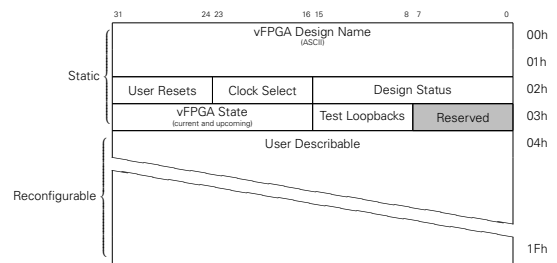 31 24 23 16 15 8 7 0
vFPGA Design Name 00h
(ASCII)
01h
Static
User Resets Clock Select Design Status 02h
vFPGA State Test Loopbacks Reserved 03h
(current and upcoming)
User Describable 04h
Reconfigurable
1Fh